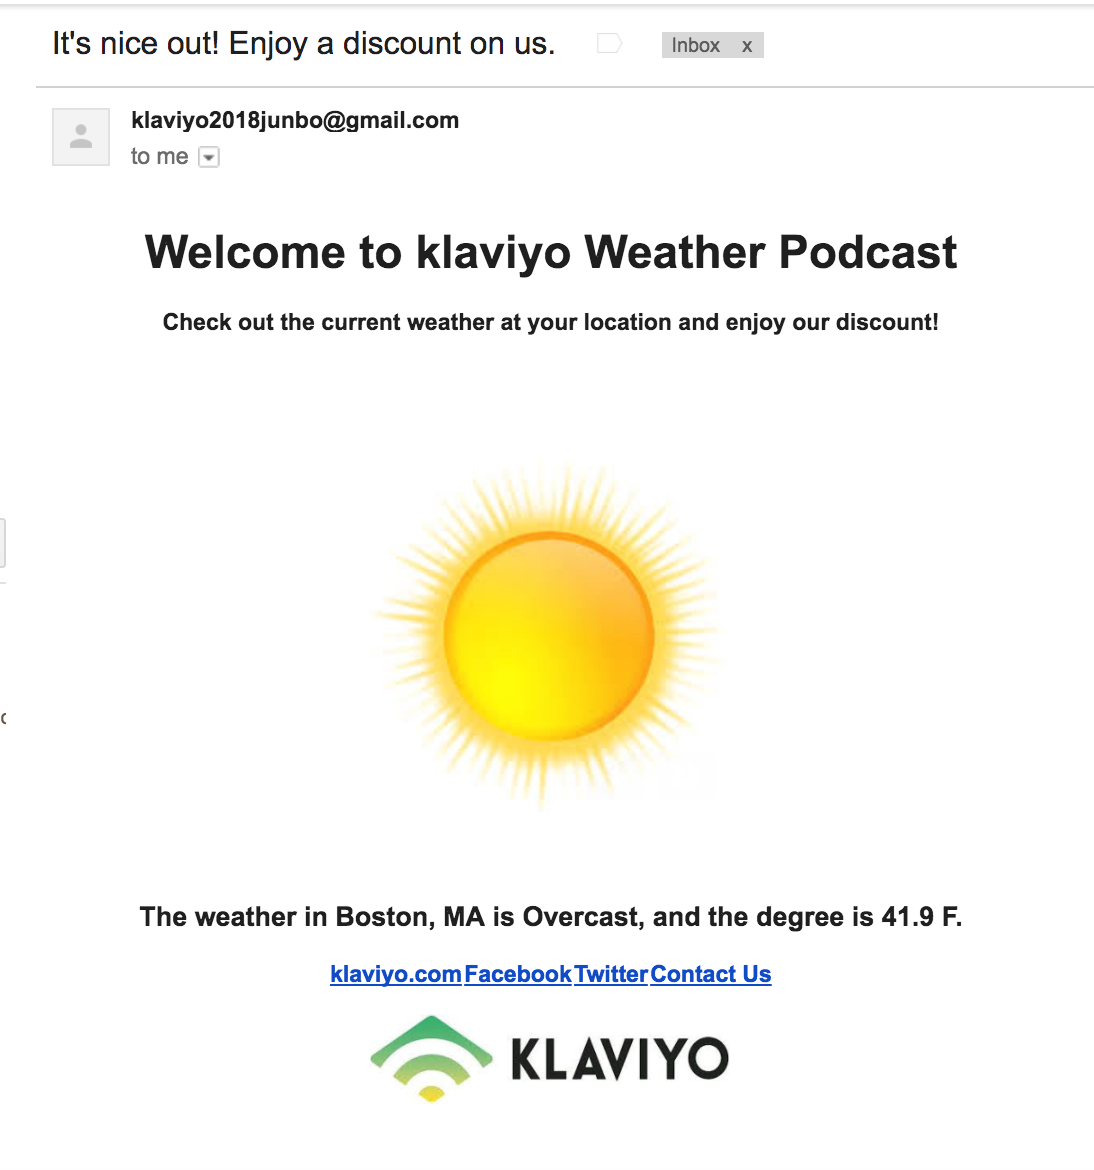 It's nice out! Enjoy a discount on us.
Inbox x
klaviyo2018junbo@gmail.com
to me
Welcome to klaviyo Weather Podcast
Check out the current weather at your location and enjoy our discount!
The weather in Boston, MA is Overcast, and the degree is 41.9 F.
klaviyo.com Facebook Twitter Contact Us
KLAVIYO